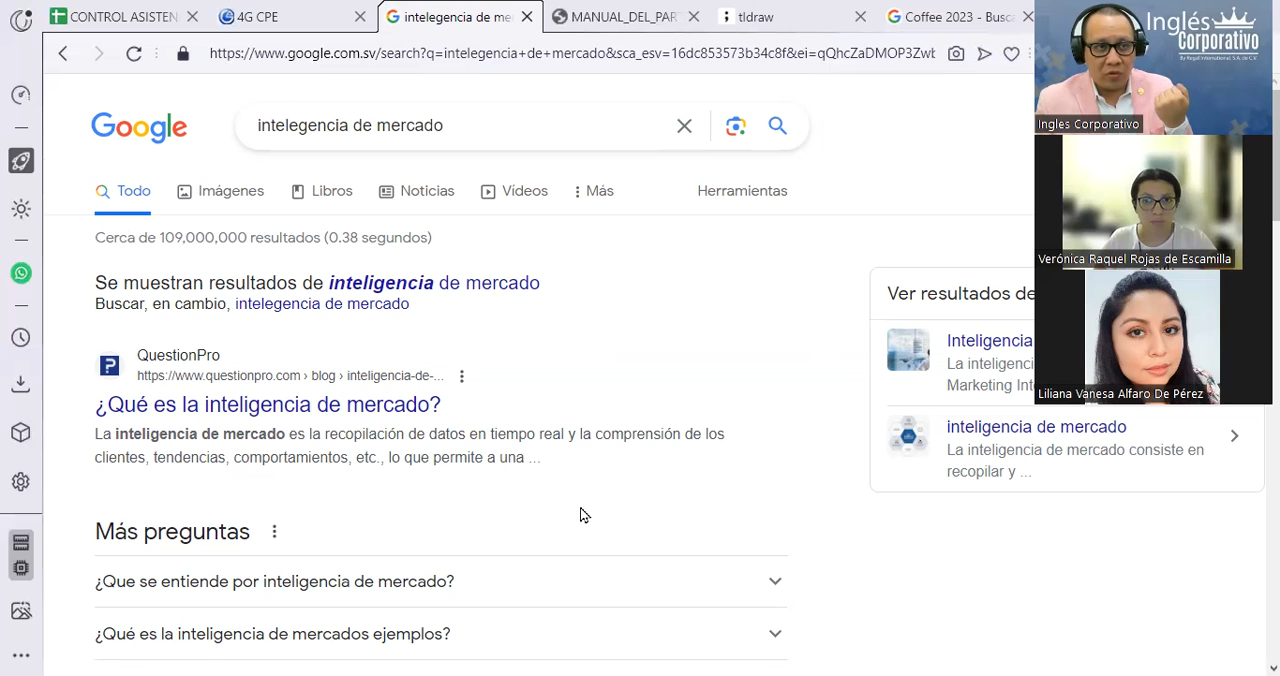 CONTROL ASISTEN
4G CPE
intelegencia de me
MANUAL_DEL_PAR
tldraw
Coffee 2023 - Busca
https://www.google.com.sv/search?q=intelegencia+de+mercado&sca_esv=16dc853573b34c8f&ei=qQhcZaDMOP3Zwb
Google
intelegencia de mercado
Todo
Imágenes
Libros
Noticias
Vídeos
Más
Herramientas
Cerca de 109,000,000 resultados (0.38 segundos)
Se muestran resultados de inteligencia de mercado
Buscar, en cambio, intelegencia de mercado
QuestionPro
https://www.questionpro.com › blog › inteligencia-de-...
¿Qué es la inteligencia de mercado?
La inteligencia de mercado es la recopilación de datos en tiempo real y la comprensión de los
clientes, tendencias, comportamientos, etc., lo que permite a una ...
Más preguntas
¿Que se entiende por inteligencia de mercado?
¿Qué es la inteligencia de mercados ejemplos?
Ver resultados de
Inteligencia
La inteligenci
Marketing Int
inteligencia de mercado
La inteligencia de mercado consiste en
recopilar y ...
Inglés
Corporativo
By Regal International, S.A. de C.V.
Ingles Corporativo
Verónica Raquel Rojas de Escamilla
Liliana Vanesa Alfaro De Pérez